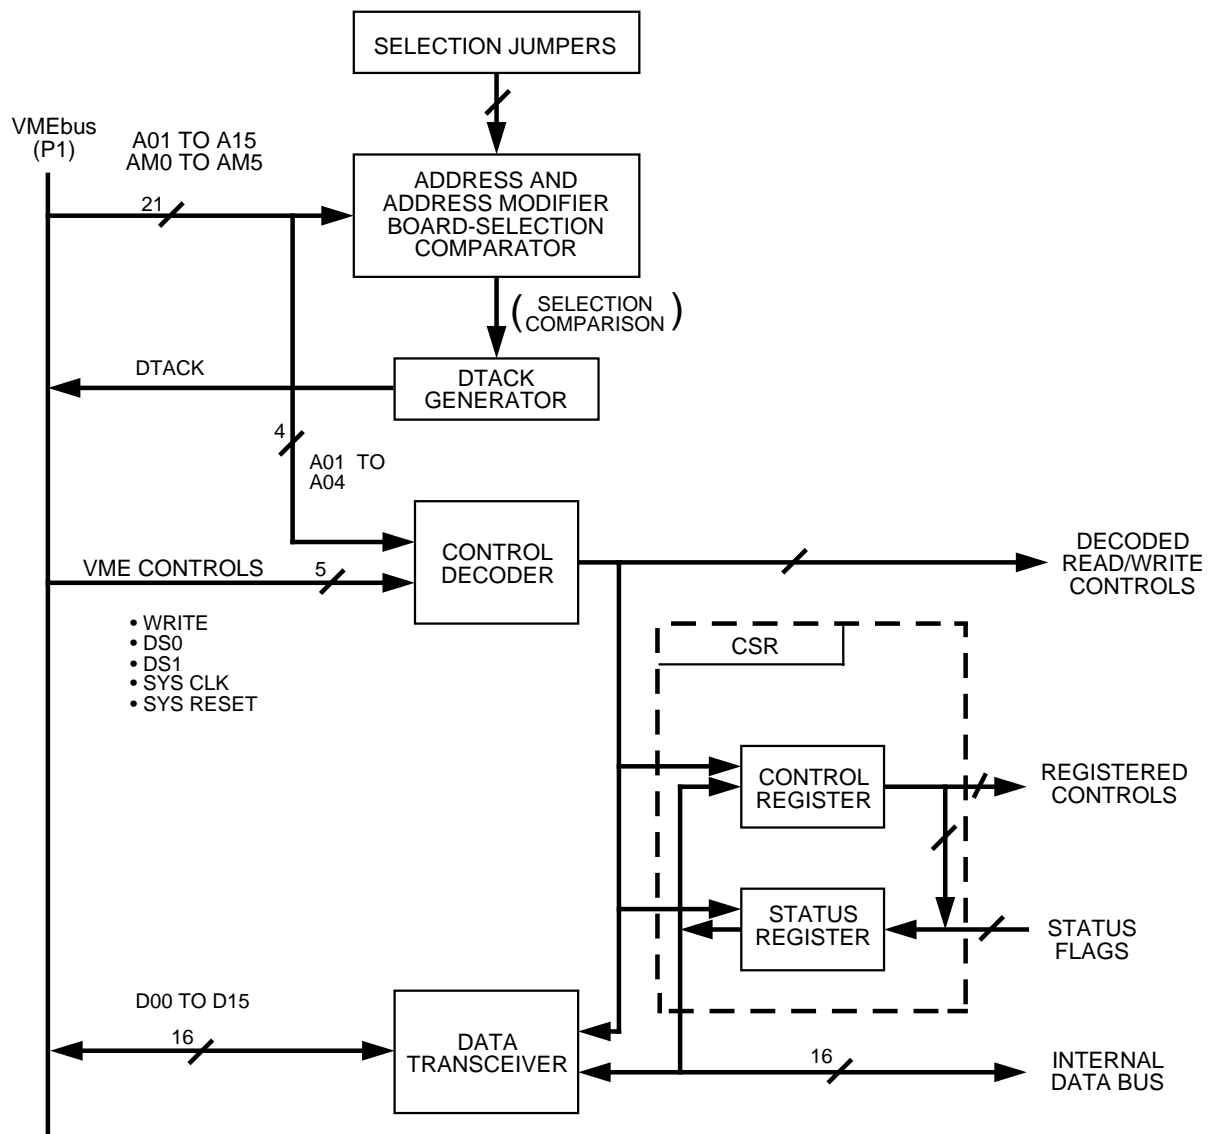 SELECTION JUMPERS
VMEbus
(P1)
A01 TO A15
AM0 TO AM5
21
ADDRESS AND
ADDRESS MODIFIER
BOARD-SELECTION
COMPARATOR
( SELECTION
COMPARISON )
DTACK
DTACK
GENERATOR
4
A01 TO
A04
CONTROL
DECODER
VME CONTROLS
5
DECODED
READ/WRITE
CONTROLS
• WRITE
• DS0
• DS1
• SYS CLK
• SYS RESET
CSR
CONTROL
REGISTER
REGISTERED
CONTROLS
STATUS
REGISTER
STATUS
FLAGS
D00 TO D15
16
DATA
TRANSCEIVER
16
INTERNAL
DATA BUS